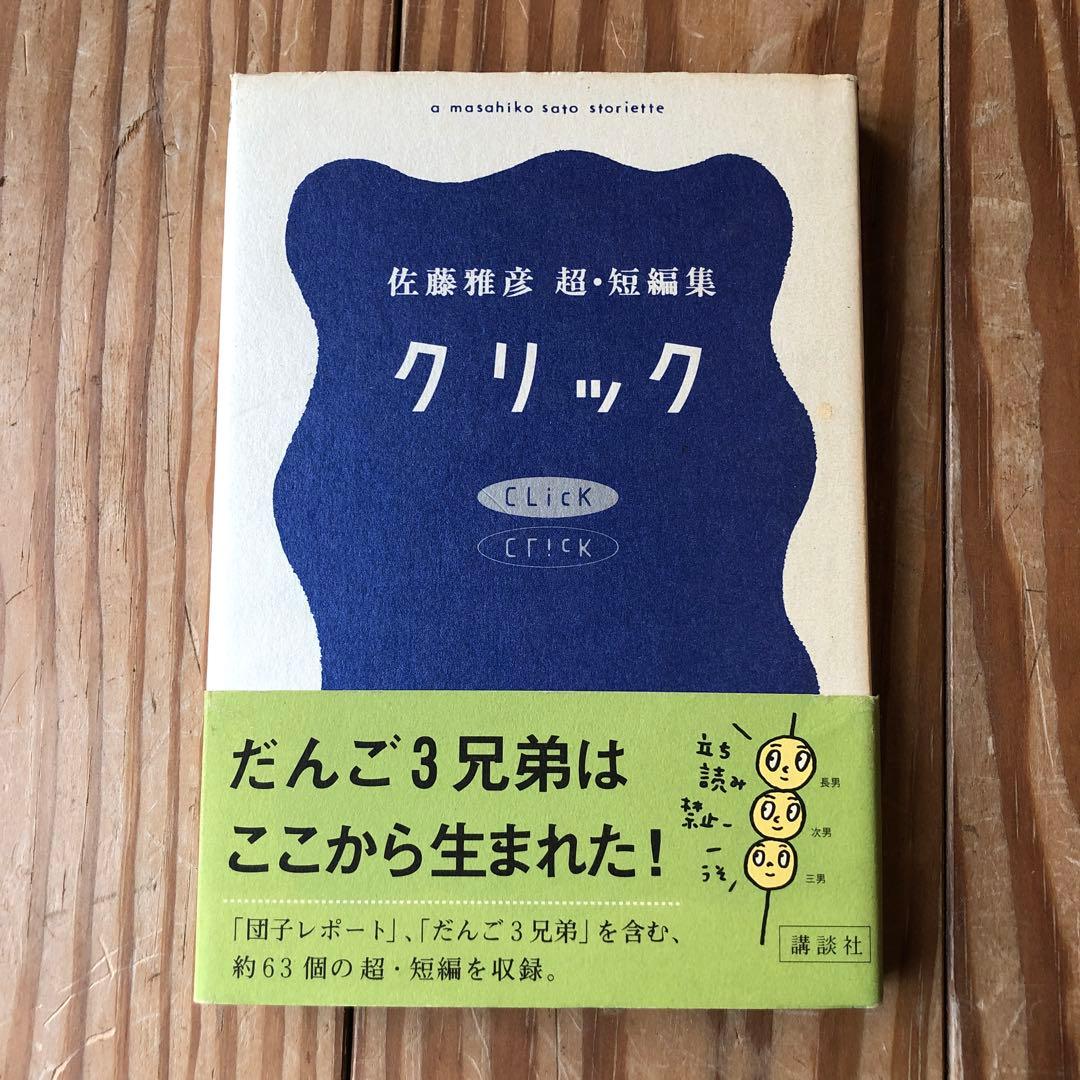 a masahiko sato storiette
佐藤雅彦 超・短編集
クリック
CLicK
CLicK
だんご3兄弟は
ここから生まれた!
「団子レポート」、「だんご3兄弟」を含む、
約63個の超・短編を収録。
立ち
読み
禁止ー
ー
うそ
長男
次男
三男
講談社